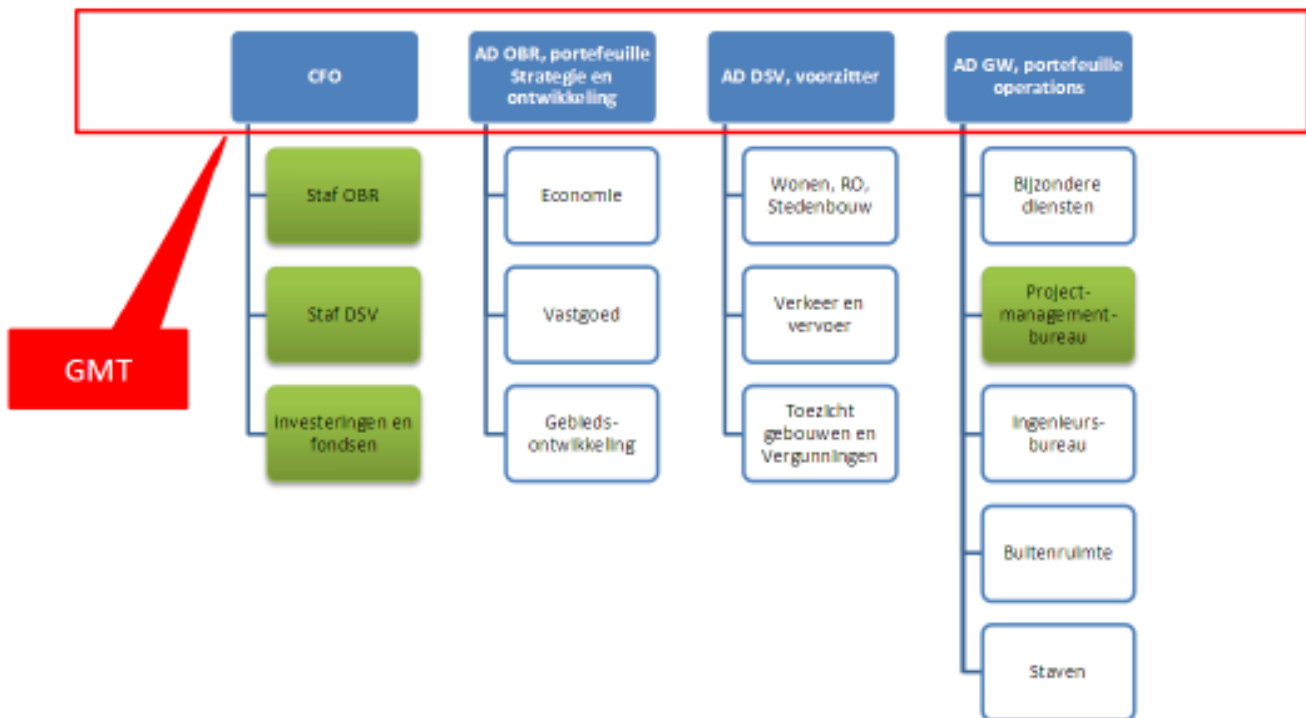 CFO
AD OBR, portefeuille
Strategie en
ontwikkeling
AD DSV, voorzitter
AD GW, portefeuille
operations
Staf OBR
Staf DSV
Investeringen en
fondsen
Economie
Vastgoed
Gebieds-
ontwikkeling
Wonen, RO,
Stedenbouw
Verkeer en
vervoer
Toezicht
gebouwen en
Vergunningen
Bijzondere
diensten
Project-
management-
bureau
Ingenieurs-
bureau
Buitenruimte
Staven
GMT